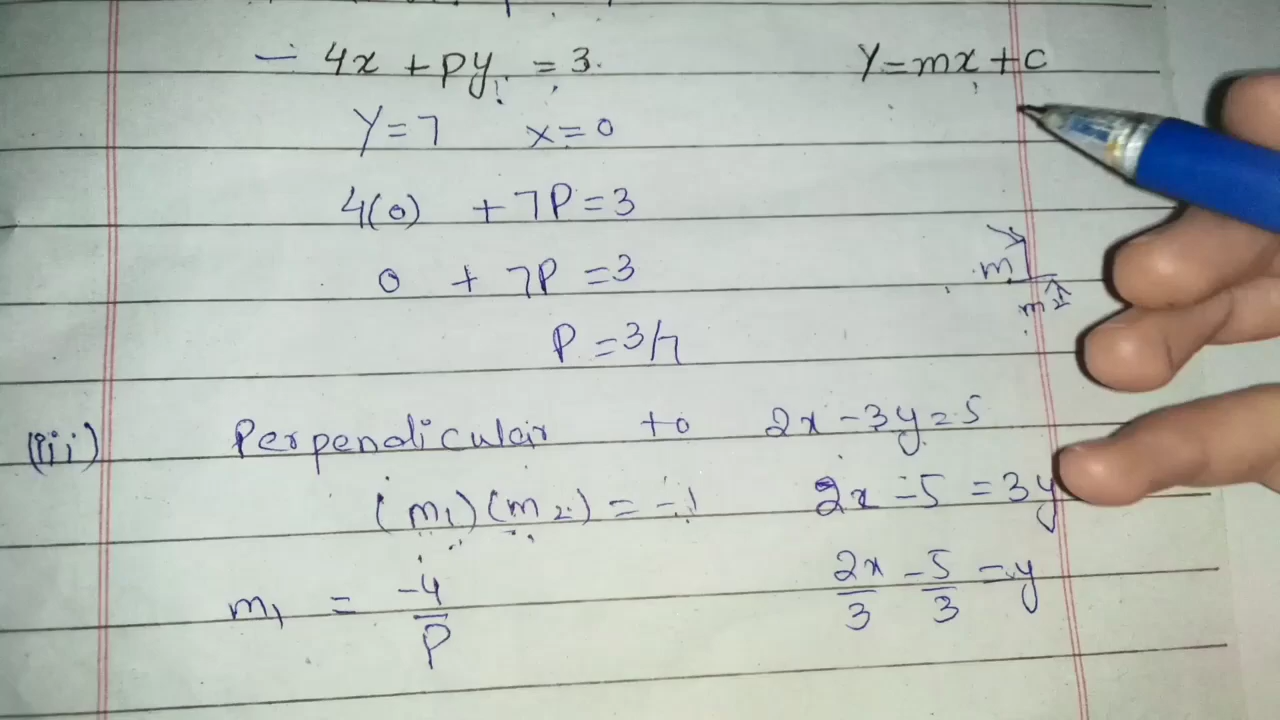 — 4x + py = 3. Y = mx + c
Y = 7 x = 0
4(0) + 7P = 3
0 + 7P = 3
m
P = 3/7
(iii) Perpendicular to 2x - 3y = 5
(m1)(m2) = -1 2x - 5 = 3y
m1 = -4/P 2x/3 - 5/3 = y